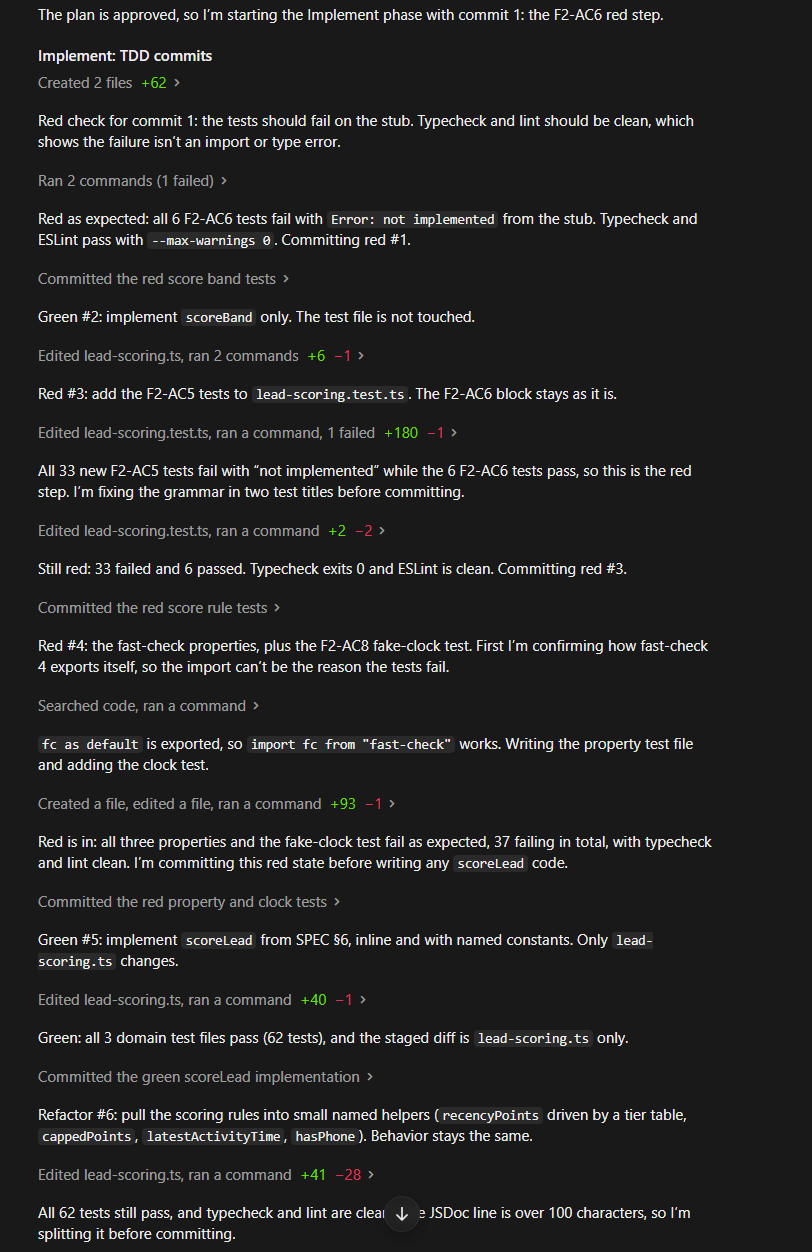 The plan is approved, so I'm starting the Implement phase with commit 1: the F2-AC6 red step.
Implement: TDD commits
Created 2 files +62 >
Red check for commit 1: the tests should fail on the stub. Typecheck and lint should be clean, which
shows the failure isn't an import or type error.
Ran 2 commands (1 failed) >
Red as expected: all 6 F2-AC6 tests fail with Error: not implemented from the stub. Typecheck and
ESLint pass with --max-warnings 0. Committing red #1.
Committed the red score band tests >
Green #2: implement scoreBand only. The test file is not touched.
Edited lead-scoring.ts, ran 2 commands +6 −1 >
Red #3: add the F2-AC5 tests to lead-scoring.test.ts. The F2-AC6 block stays as it is.
Edited lead-scoring.test.ts, ran a command, 1 failed +180 −1 >
All 33 new F2-AC5 tests fail with “not implemented” while the 6 F2-AC6 tests pass, so this is the red
step. I'm fixing the grammar in two test titles before committing.
Edited lead-scoring.test.ts, ran a command +2 −2 >
Still red: 33 failed and 6 passed. Typecheck exits 0 and ESLint is clean. Committing red #3.
Committed the red score rule tests >
Red #4: the fast-check properties, plus the F2-AC8 fake-clock test. First I'm confirming how fast-check
4 exports itself, so the import can't be the reason the tests fail.
Searched code, ran a command >
fc as default is exported, so import fc from "fast-check" works. Writing the property test file
and adding the clock test.
Created a file, edited a file, ran a command +93 −1 >
Red is in: all three properties and the fake-clock test fail as expected, 37 failing in total, with typecheck
and lint clean. I'm committing this red state before writing any scoreLead code.
Committed the red property and clock tests >
Green #5: implement scoreLead from SPEC §6, inline and with named constants. Only lead-
scoring.ts changes.
Edited lead-scoring.ts, ran a command +40 −1 >
Green: all 3 domain test files pass (62 tests), and the staged diff is lead-scoring.ts only.
Committed the green scoreLead implementation >
Refactor #6: pull the scoring rules into small named helpers (recencyPoints driven by a tier table,
cappedPoints, latestActivityTime, hasPhone). Behavior stays the same.
Edited lead-scoring.ts, ran a command +41 −28 >
All 62 tests still pass, and typecheck and lint are JSDoc line is over 100 characters, so I'm
splitting it before committing.